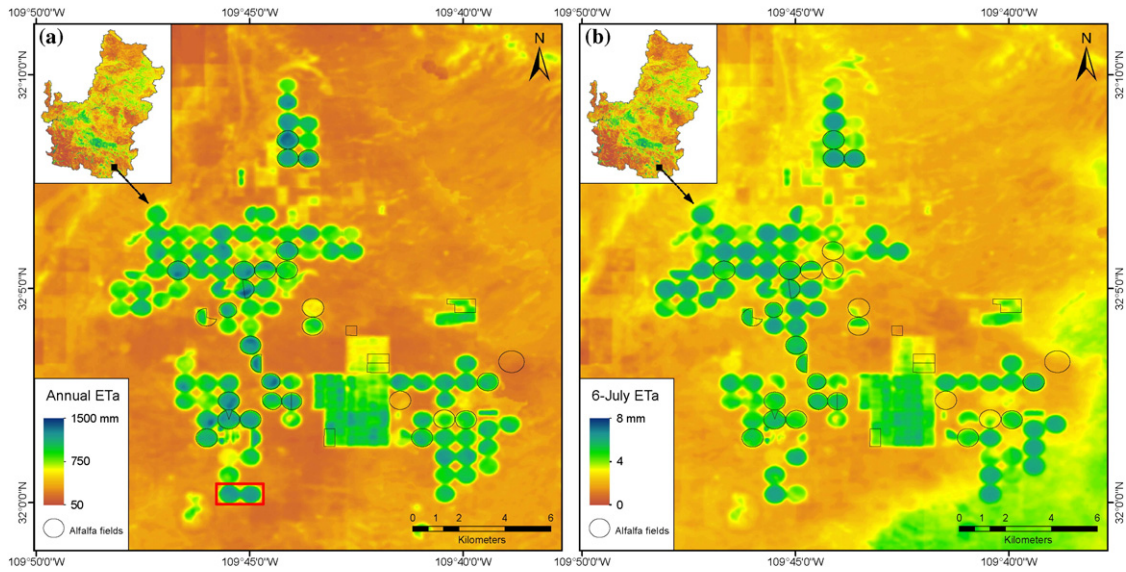 109°50'0"W 109°45'0"W 109°40'0"W 109°50'0"W 109°45'0"W 109°40'0"W
(a) N (b) N
32°10'0"N 32°10'0"N
32°5'0"N 32°5'0"N
Annual ETa 6-July ETa
1500 mm 8 mm
750 4
50 0
32°0'0"N 32°0'0"N
Alfalfa fields Alfalfa fields
0 1 2 4 6 0 1 2 4 6
Kilometers Kilometers
109°50'0"W 109°45'0"W 109°40'0"W 109°50'0"W 109°45'0"W 109°40'0"W